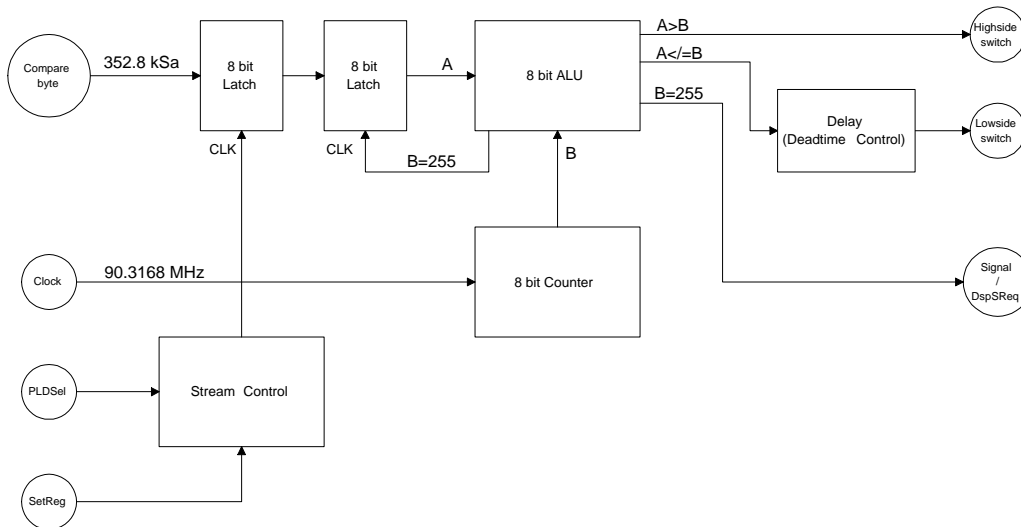 Compare
byte
352.8 kSa
8 bit
Latch
8 bit
Latch
A
8 bit ALU
A>B
A</=B
B=255
Highside
switch
Delay
(Deadtime Control)
Lowside
switch
CLK
CLK
B=255
B
Clock
90.3168 MHz
8 bit Counter
Signal
/
DspSReq
PLDSel
Stream Control
SetReg